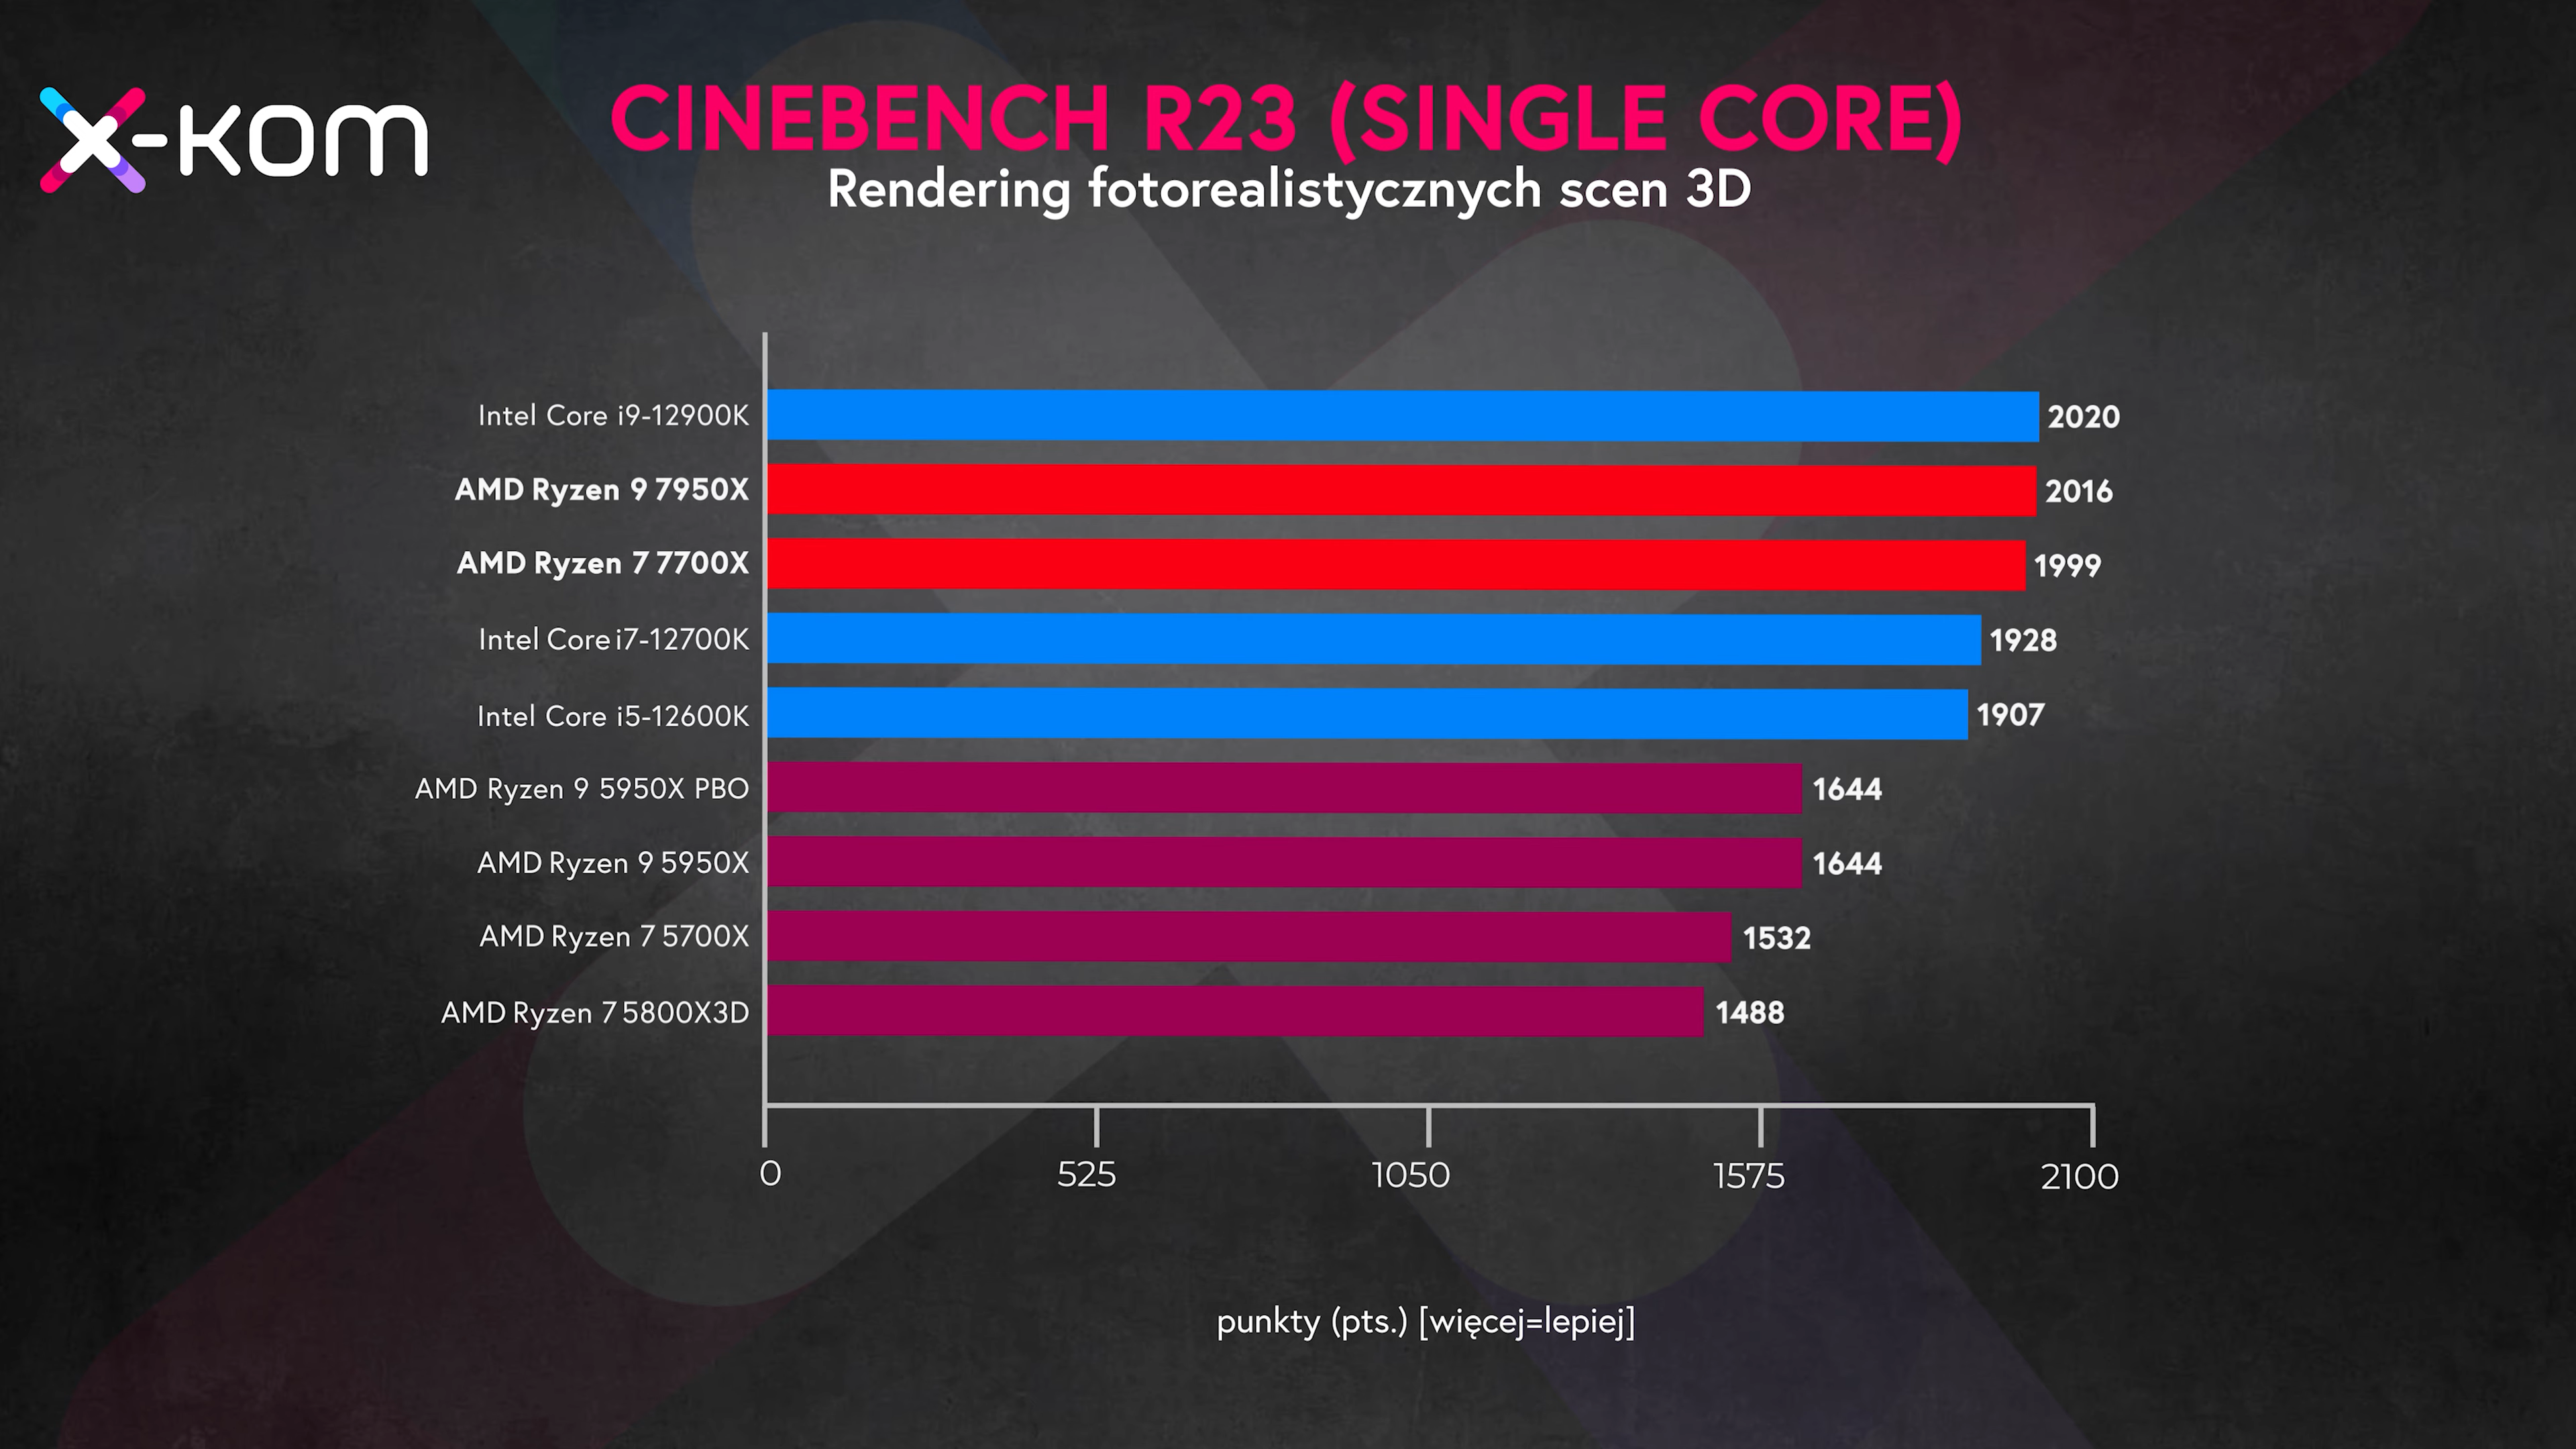 x-kom
CINEBENCH R23 (SINGLE CORE)
Rendering fotorealistycznych scen 3D
Intel Core i9-12900K 2020
AMD Ryzen 9 7950X 2016
AMD Ryzen 7 7700X 1999
Intel Core i7-12700K 1928
Intel Core i5-12600K 1907
AMD Ryzen 9 5950X PBO 1644
AMD Ryzen 9 5950X 1644
AMD Ryzen 7 5700X 1532
AMD Ryzen 7 5800X3D 1488
0 525 1050 1575 2100
punkty (pts.) [więcej=lepiej]